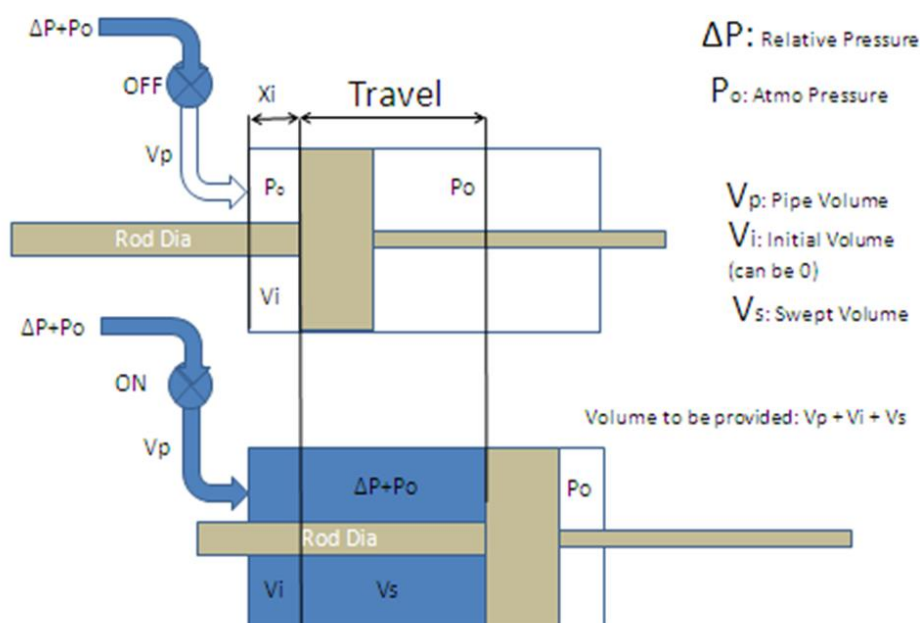 ΔP+Po
OFF
Xi
Travel
Vp
Po
Po
Rod Dia
Vi
ΔP: Relative Pressure
Po: Atmo Pressure
Vp: Pipe Volume
Vi: Initial Volume
(can be 0)
Vs: Swept Volume
ΔP+Po
ON
Vp
Volume to be provided: Vp + Vi + Vs
ΔP+Po
Po
Rod Dia
Vi
Vs